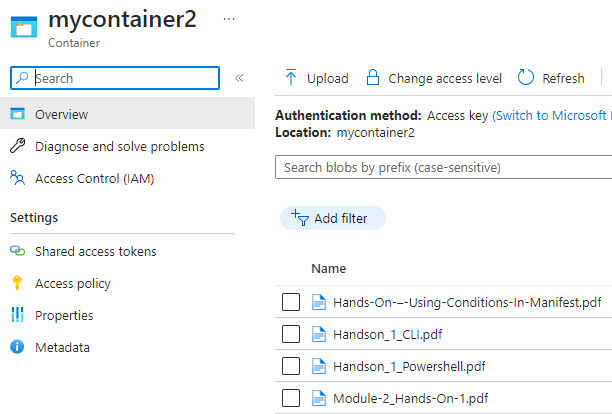 mycontainer2
...
Container
Search
«
Overview
Diagnose and solve problems
Access Control (IAM)
Settings
Shared access tokens
Access policy
Properties
Metadata
Upload Change access level Refresh
Authentication method: Access key (Switch to Microsoft
Location: mycontainer2
Search blobs by prefix (case-sensitive)
Add filter
Name
Hands-On-–-Using-Conditions-In-Manifest.pdf
Handson_1_CLI.pdf
Handson_1_Powershell.pdf
Module-2_Hands-On-1.pdf